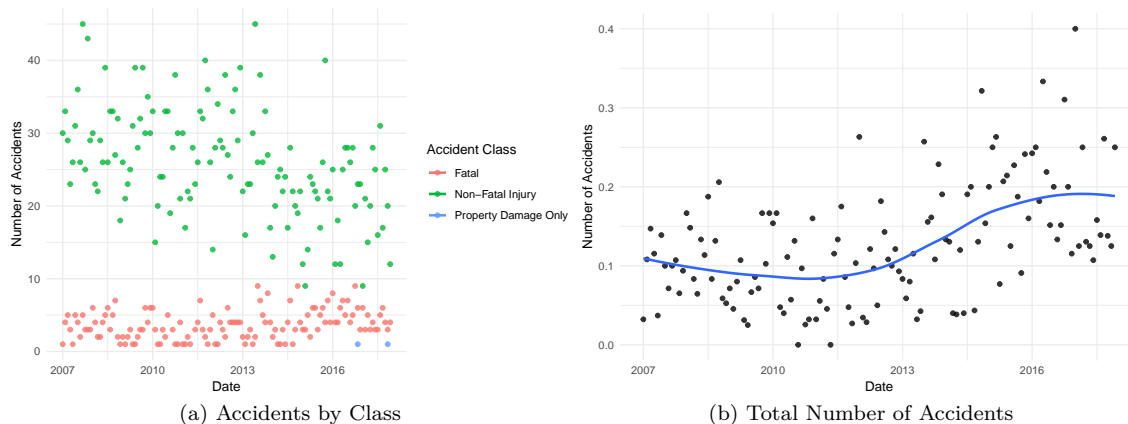 Number of Accidents
40
30
20
10
0
2007
2010
2013
2016
Date
Accident Class
Fatal
Non−Fatal Injury
Property Damage Only
(a) Accidents by Class
Number of Accidents
0.4
0.3
0.2
0.1
0.0
2007
2010
2013
2016
Date
(b) Total Number of Accidents